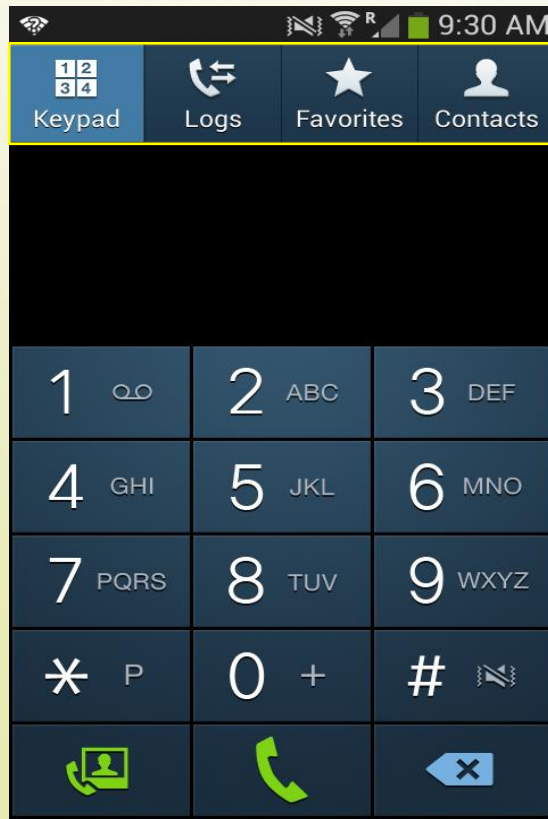 R 9:30 AM
1 2
3 4
Keypad Logs Favorites Contacts
1 2 ABC 3 DEF
4 GHI 5 JKL 6 MNO
7 PQRS 8 TUV 9 WXYZ
* P 0 + #